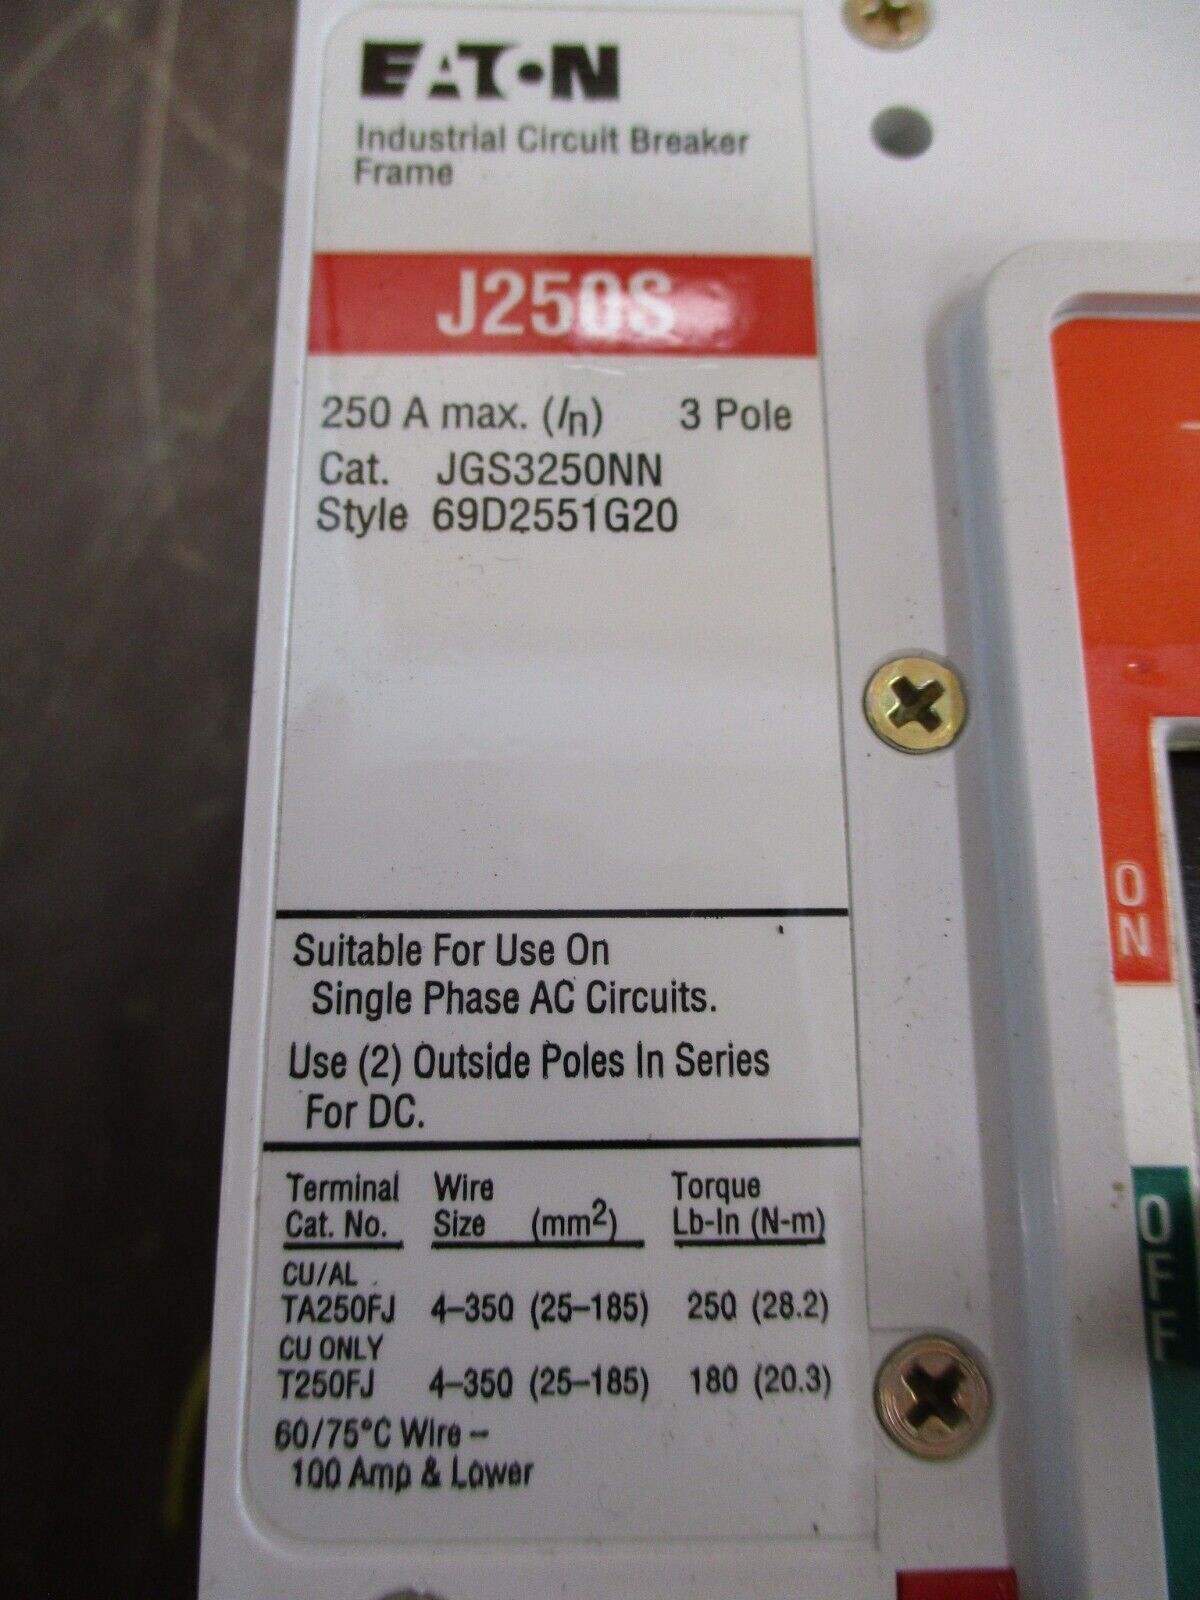 EATON
Industrial Circuit Breaker
Frame
J250S
250 A max. (In) 3 Pole
Cat. JGS3250NN
Style 69D2551G20
Suitable For Use On
Single Phase AC Circuits.
Use (2) Outside Poles In Series
For DC.
Terminal Wire Torque
Cat. No. Size (mm2) Lb-In (N-m)
CU/AL
TA250FJ 4–350 (25–185) 250 (28.2)
CU ONLY
T250FJ 4–350 (25–185) 180 (20.3)
60/75°C Wire –
100 Amp & Lower
ON
OFF